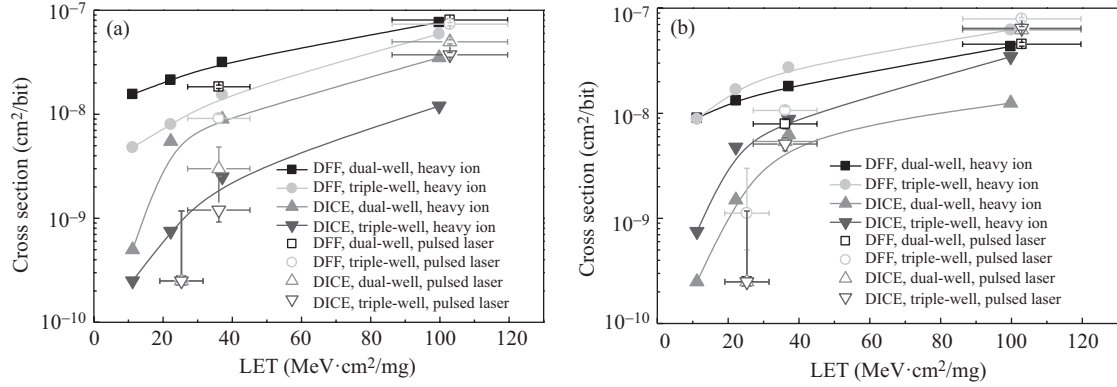 (a)
10⁻⁷
10⁻⁸
10⁻⁹
10⁻¹⁰
Cross section (cm²/bit)
DFF, dual-well, heavy ion
DFF, triple-well, heavy ion
DICE, dual-well, heavy ion
DICE, triple-well, heavy ion
DFF, dual-well, pulsed laser
DFF, triple-well, pulsed laser
DICE, dual-well, pulsed laser
DICE, triple-well, pulsed laser
0 20 40 60 80 100 120
LET (MeV·cm²/mg)
(b)
10⁻⁷
10⁻⁸
10⁻⁹
10⁻¹⁰
Cross section (cm²/bit)
DFF, dual-well, heavy ion
DFF, triple-well, heavy ion
DICE, dual-well, heavy ion
DICE, triple-well, heavy ion
DFF, dual-well, pulsed laser
DFF, triple-well, pulsed laser
DICE, dual-well, pulsed laser
DICE, triple-well, pulsed laser
0 20 40 60 80 100 120
LET (MeV·cm²/mg)